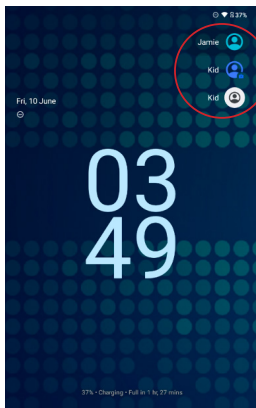 37%
Jamie
Kid
Kid
Fri, 10 June
03
49
37% • Charging • Full in 1 hr, 27 mins